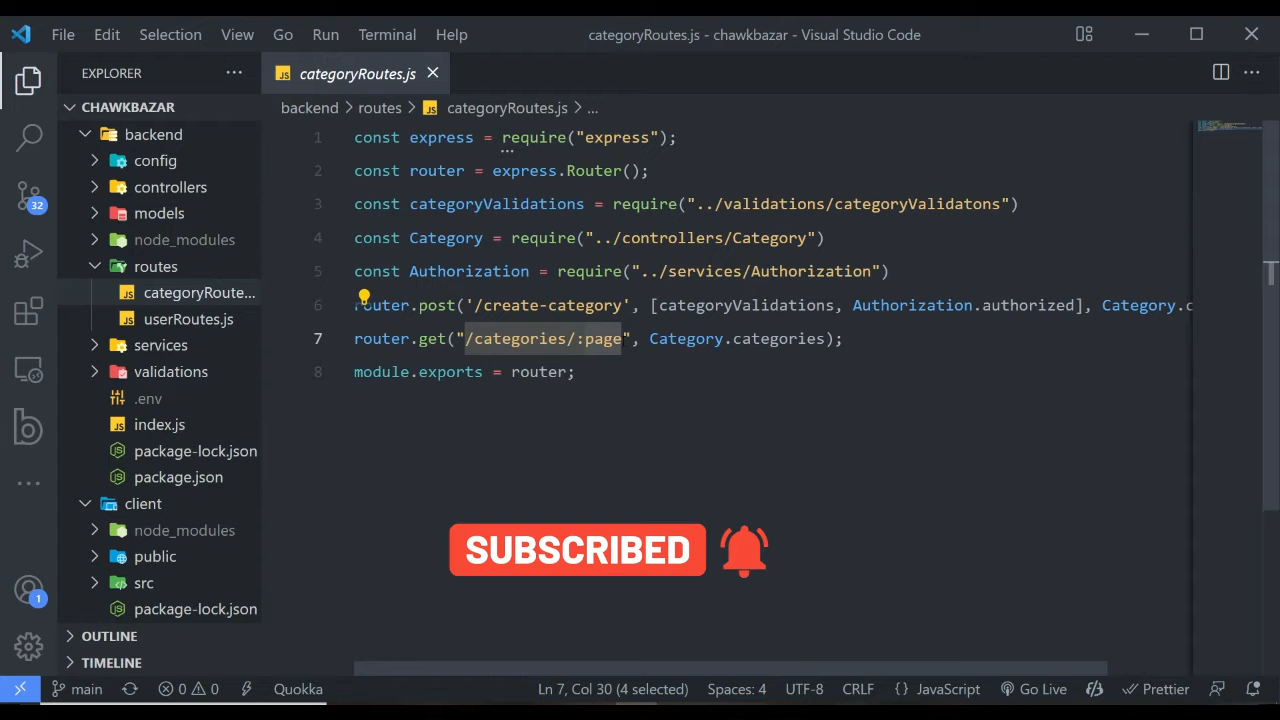 File Edit Selection View Go Run Terminal Help
categoryRoutes.js - chawkbazar - Visual Studio Code
EXPLORER
categoryRoutes.js
CHAWKBAZAR
backend > routes > categoryRoutes.js > ...
backend
config
controllers
models
node_modules
routes
categoryRoute...
userRoutes.js
services
validations
.env
index.js
package-lock.json
package.json
client
node_modules
public
src
package-lock.json
OUTLINE
TIMELINE
32
1
1 const express = require("express");
2 const router = express.Router();
3 const categoryValidations = require("../validations/categoryValidatons")
4 const Category = require("../controllers/Category")
5 const Authorization = require("../services/Authorization")
6 router.post('/create-category', [categoryValidations, Authorization.authorized], Category.c
7 router.get("/categories/:page", Category.categories);
8 module.exports = router;
SUBSCRIBED
main 0 0 Quokka Ln 7, Col 30 (4 selected) Spaces: 4 UTF-8 CRLF {} JavaScript Go Live Prettier